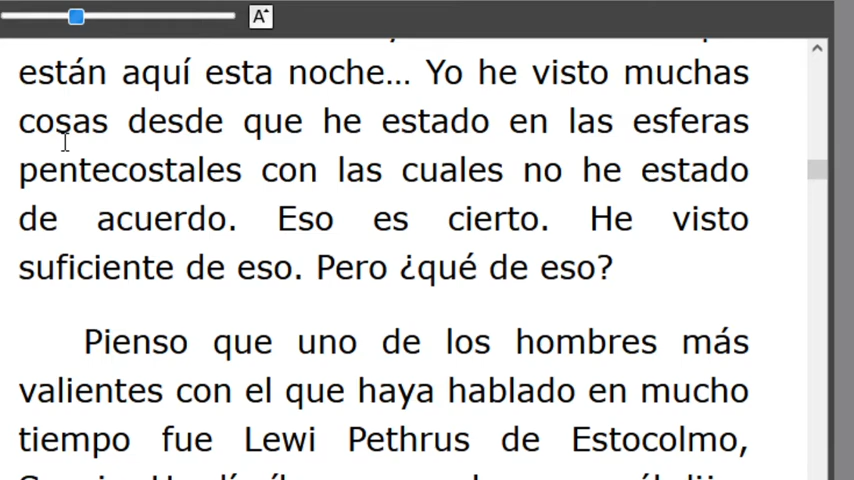 A
están aquí esta noche... Yo he visto muchas
cosas desde que he estado en las esferas
pentecostales con las cuales no he estado
de acuerdo. Eso es cierto. He visto
suficiente de eso. Pero ¿qué de eso?
Pienso que uno de los hombres más
valientes con el que haya hablado en mucho
tiempo fue Lewi Pethrus de Estocolmo,